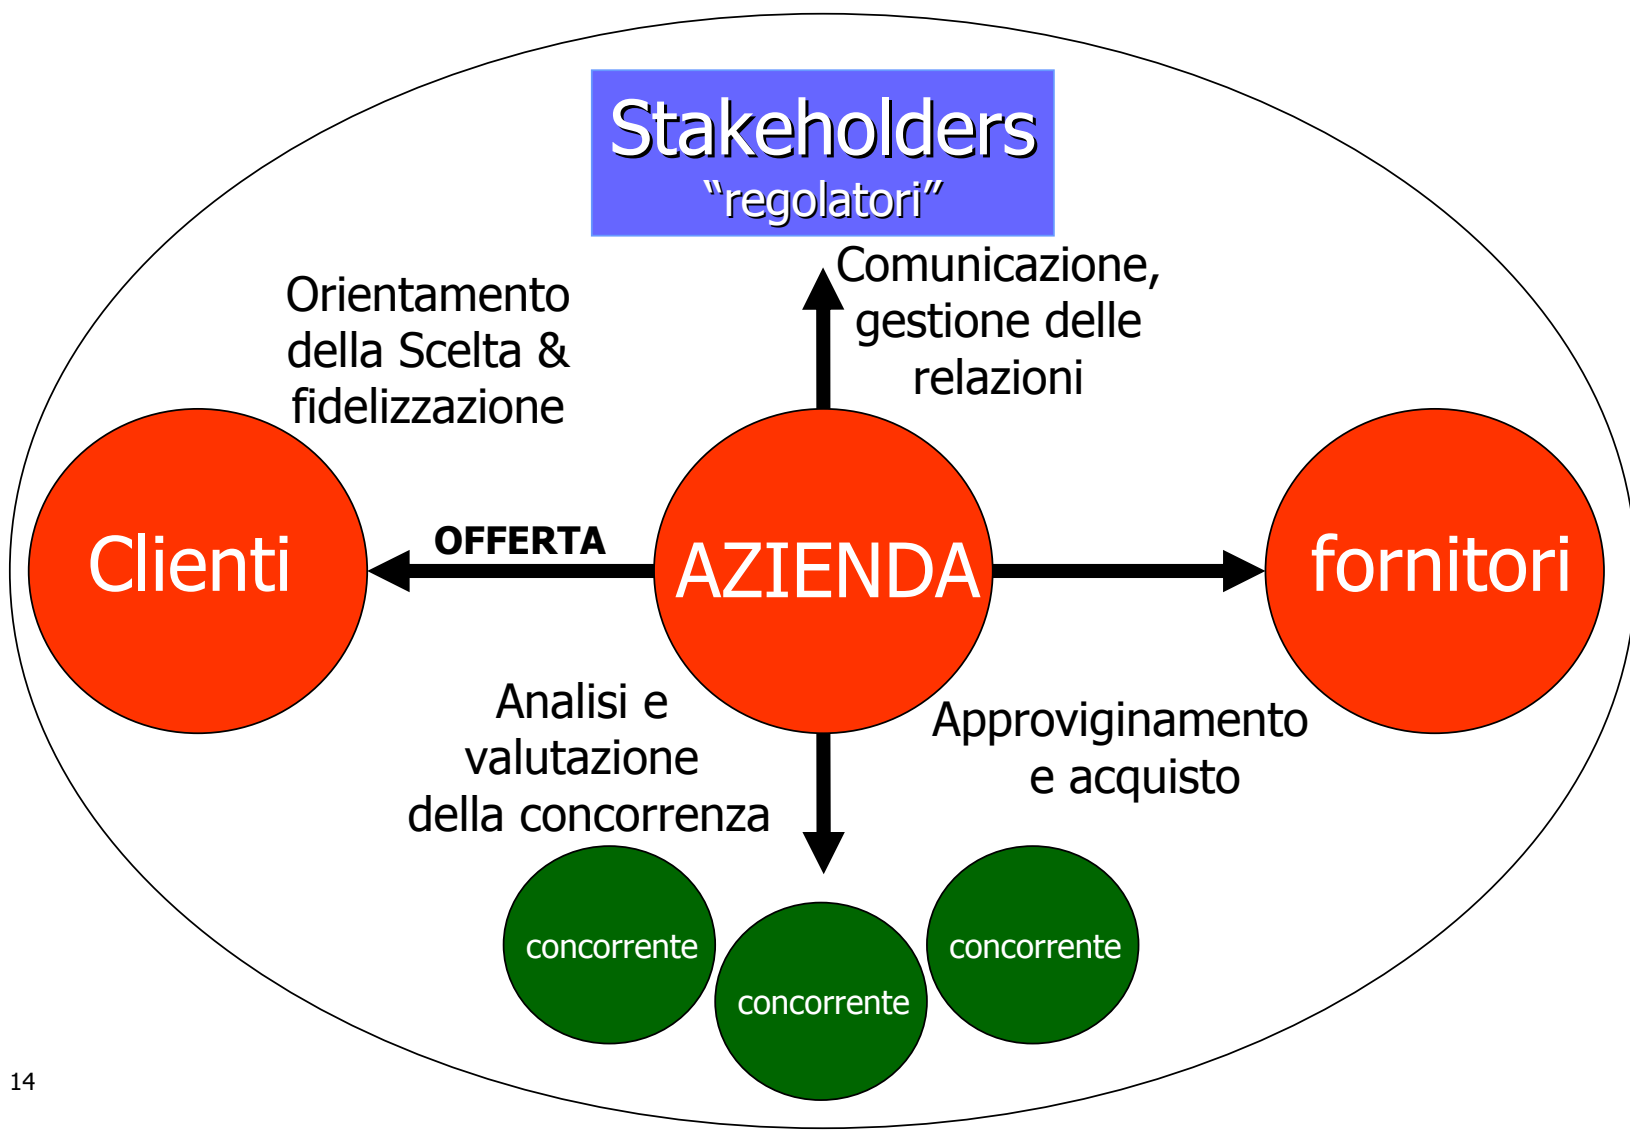 Stakeholders
“regolatori”
Comunicazione,
gestione delle
relazioni
Orientamento
della Scelta &
fidelizzazione
Clienti
OFFERTA
AZIENDA
fornitori
Analisi e
valutazione
della concorrenza
Approviginamento
e acquisto
concorrente
concorrente
concorrente
14